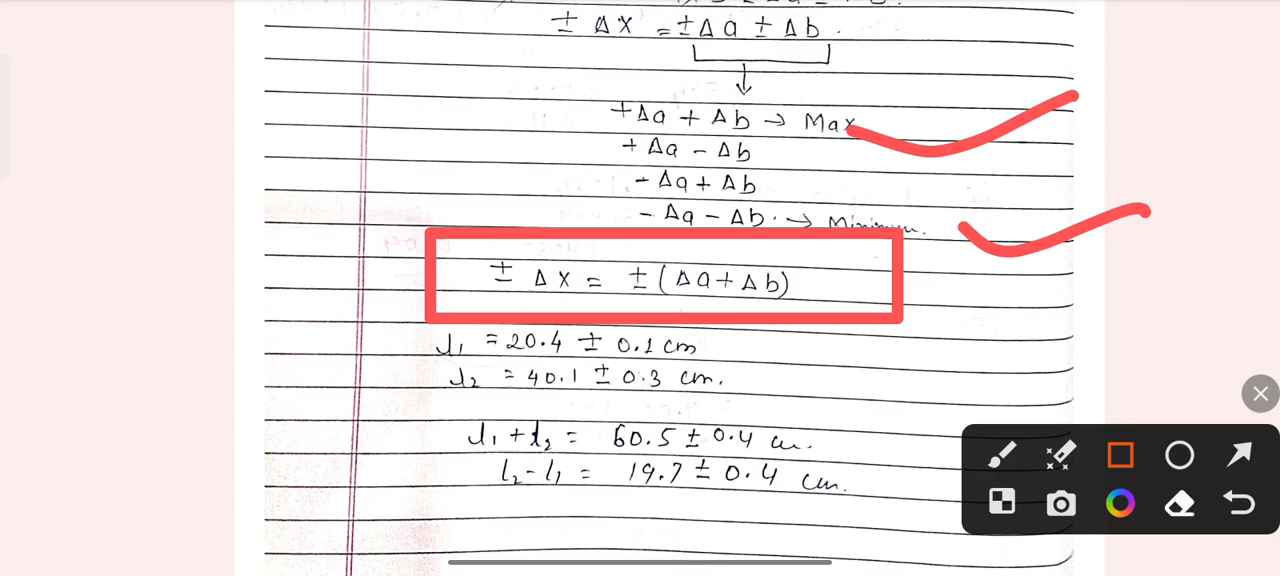 ± Δx = ±Δa ± Δb.
+Δa + Δb → Max
+ Δa - Δb
- Δa + Δb
- Δa - Δb. → Minimum.
± Δx = ±(Δa + Δb)
l₁ = 20.4 ± 0.1 cm
l₂ = 40.1 ± 0.3 cm.
l₁ + l₂ = 60.5 ± 0.4 cm.
l₂ - l₁ = 19.7 ± 0.4 cm.